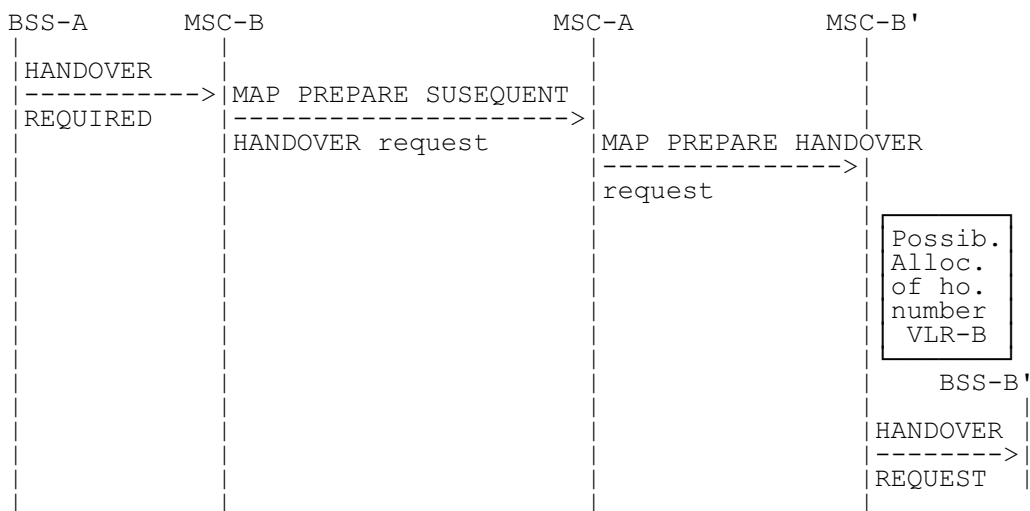 BSS-A MSC-B MSC-A MSC-B'
HANDOVER
----------->MAP PREPARE SUSEQUENT
REQUIRED --------------------->
HANDOVER request MAP PREPARE HANDOVER
--------------->
request
Possib.
Alloc.
of ho.
number
VLR-B
BSS-B'
HANDOVER
-------->
REQUEST